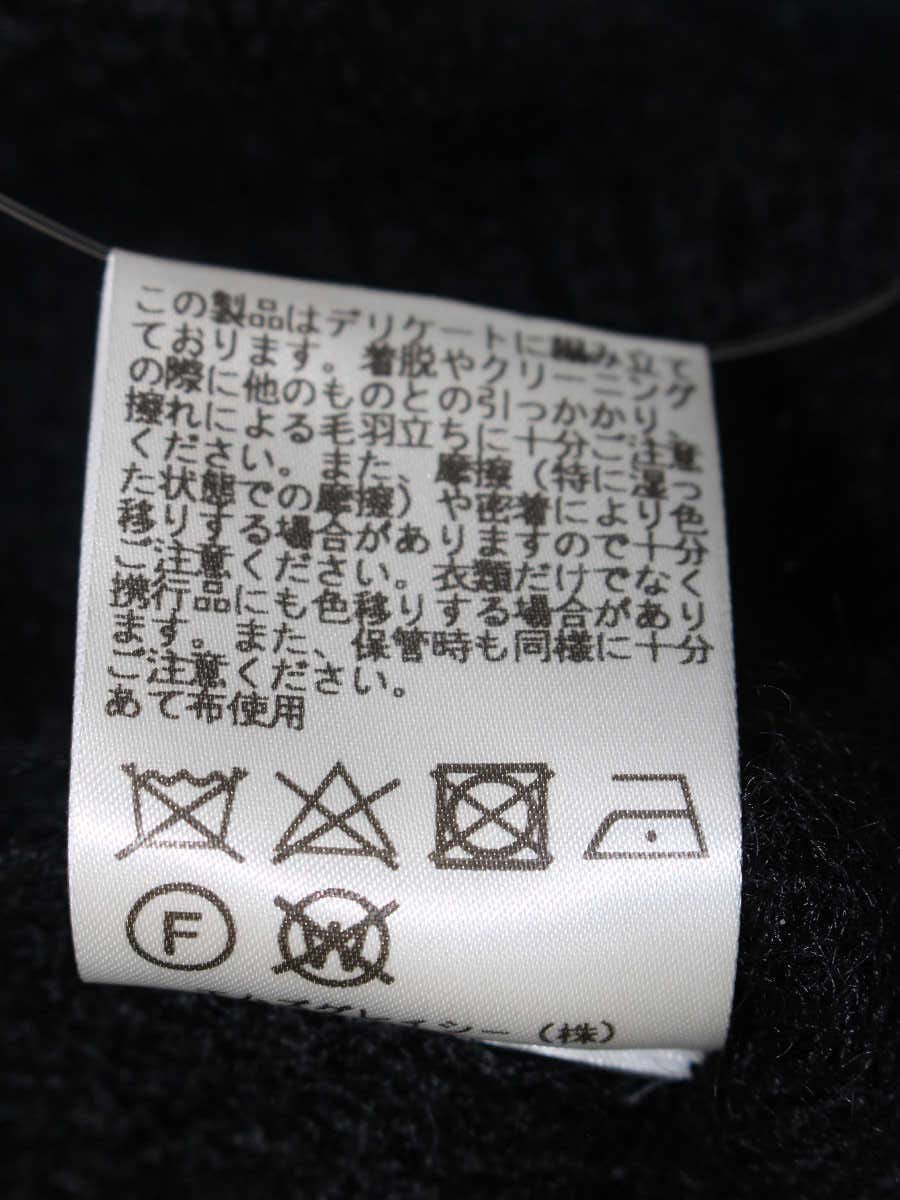 この製品はデリケートに編み立て
ております。着脱やクリーニング
の際に他のものとの引っかかり、
擦れによる毛羽立ちに十分ご注意
ください。また、摩擦(特に湿っ
た状態での摩擦)や密着により色
移りする場合がありますので十分
ご注意ください。衣類だけでなく
携行品にも色移りする場合があり
ます。また、保管時も同様に十分
ご注意ください。
あて布使用
F
W
(株)